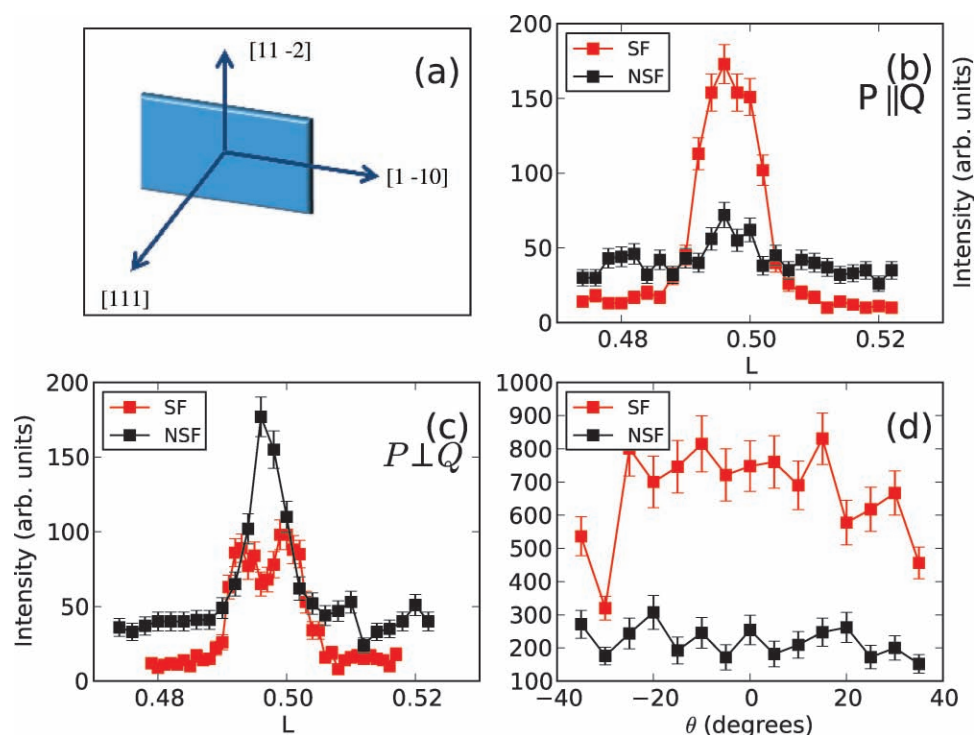 [11 -2]
(a)
[1 -10]
[111]
SF
NSF
(b)
P∥Q
200
150
100
50
0
0.48
0.50
0.52
L
Intensity (arb. units)
SF
NSF
(c)
P⊥Q
200
150
100
50
0
0.48
0.50
0.52
L
Intensity (arb. units)
SF
NSF
(d)
1000
900
800
700
600
500
400
300
200
100
−40
−20
0
20
40
θ (degrees)